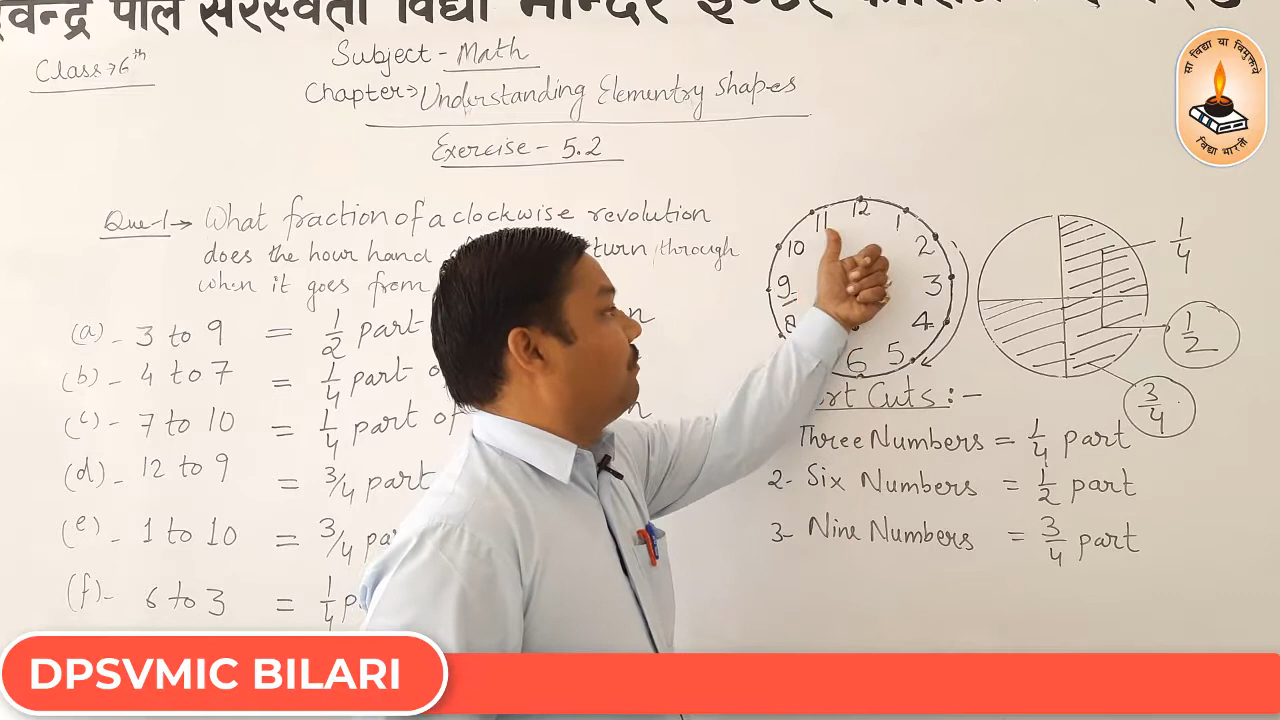 Class → 6th
Subject - Math
Chapter → Understanding Elementry Shapes
Exercise - 5.2
Que-1 → What fraction of a clockwise revolution
does the hour hand turn through
when it goes from
(a) - 3 to 9 = 1/2 part
(b) - 4 to 7 = 1/4 part
(c) - 7 to 10 = 1/4 part of
(d) - 12 to 9 = 3/4 part
(e) - 1 to 10 = 3/4
(f) - 6 to 3 = 1/4
12
11
1
10
2
9
3
8
4
6
5
1/4
1/2
3/4
Cuts :-
Three Numbers = 1/4 part
2- Six Numbers = 1/2 part
3- Nine Numbers = 3/4 part
सा विद्या या विमुक्तये
विद्या भारती
DPSVMIC BILARI